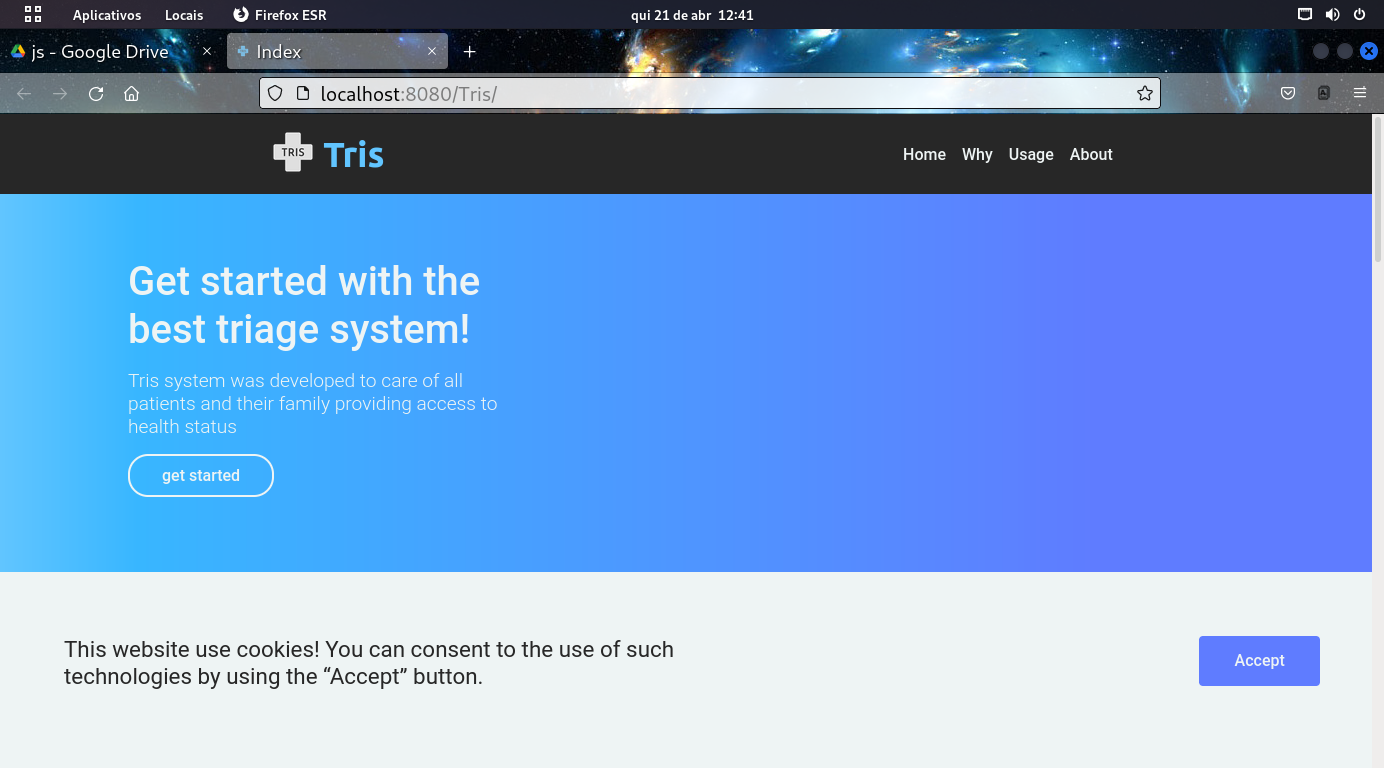 Aplicativos Locais Firefox ESR qui 21 de abr 12:41
js - Google Drive Index
localhost:8080/Tris/
TRIS Tris Home Why Usage About
Get started with the
best triage system!
Tris system was developed to care of all
patients and their family providing access to
health status
get started
This website use cookies! You can consent to the use of such
technologies by using the “Accept” button.
Accept